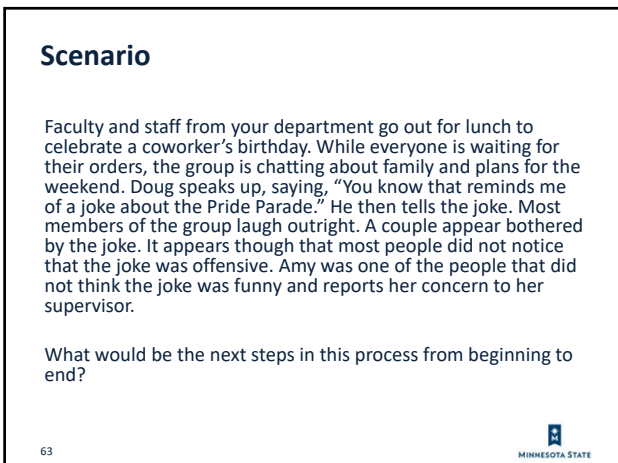 Scenario
Faculty and staff from your department go out for lunch to
celebrate a coworker’s birthday. While everyone is waiting for
their orders, the group is chatting about family and plans for the
weekend. Doug speaks up, saying, “You know that reminds me
of a joke about the Pride Parade.” He then tells the joke. Most
members of the group laugh outright. A couple appear bothered
by the joke. It appears though that most people did not notice
that the joke was offensive. Amy was one of the people that did
not think the joke was funny and reports her concern to her
supervisor.
What would be the next steps in this process from beginning to
end?
63
MINNESOTA STATE